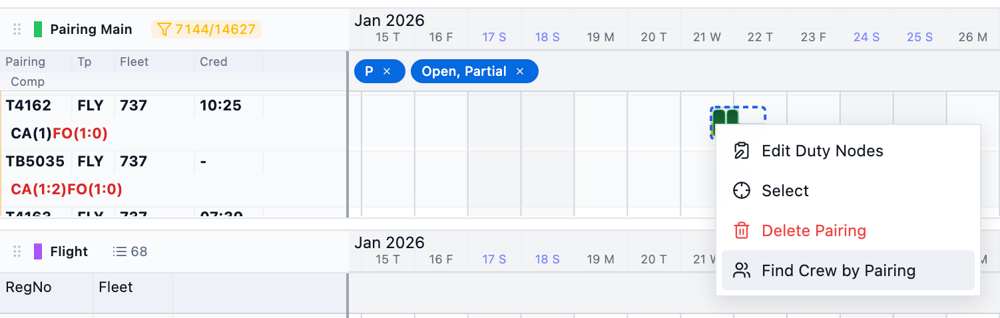 Pairing Main 7144/14627
Jan 2026
15 T 16 F 17 S 18 S 19 M 20 T 21 W 22 T 23 F 24 S 25 S 26 M
Pairing Tp Fleet Cred
Comp
P × Open, Partial ×
T4162 FLY 737 10:25
CA(1)FO(1:0)
TB5035 FLY 737 -
CA(1:2)FO(1:0)
T4163 FLY 737 07:39
Edit Duty Nodes
Select
Delete Pairing
Find Crew by Pairing
Flight 68
Jan 2026
15 T 16 F 17 S 18 S 19 M 20 T 21 W M
RegNo Fleet